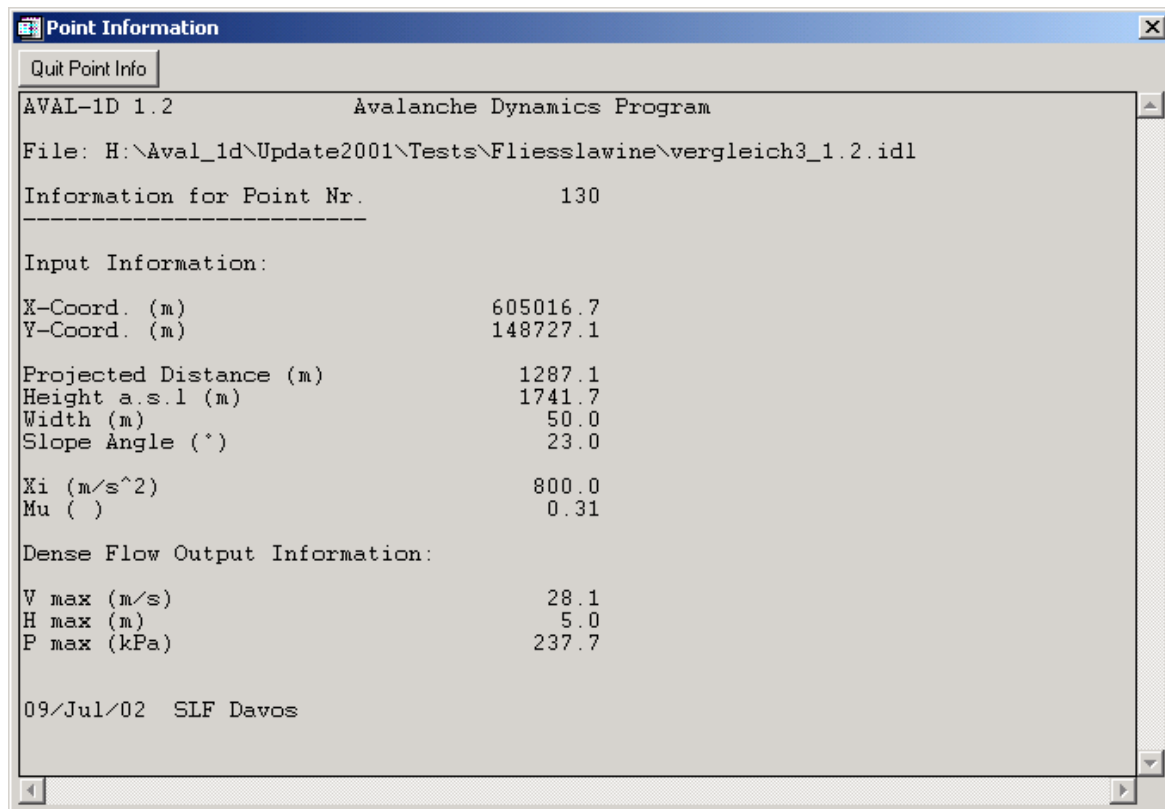 Point Information
Quit Point Info
AVAL-1D 1.2 Avalanche Dynamics Program
File: H:\Aval_1d\Update2001\Tests\Fliesslawine\vergleich3_1.2.idl
Information for Point Nr. 130
-------------------------
Input Information:
X-Coord. (m) 605016.7
Y-Coord. (m) 148727.1
Projected Distance (m) 1287.1
Height a.s.l (m) 1741.7
Width (m) 50.0
Slope Angle (°) 23.0
Xi (m/s^2) 800.0
Mu ( ) 0.31
Dense Flow Output Information:
V max (m/s) 28.1
H max (m) 5.0
P max (kPa) 237.7
09/Jul/02 SLF Davos